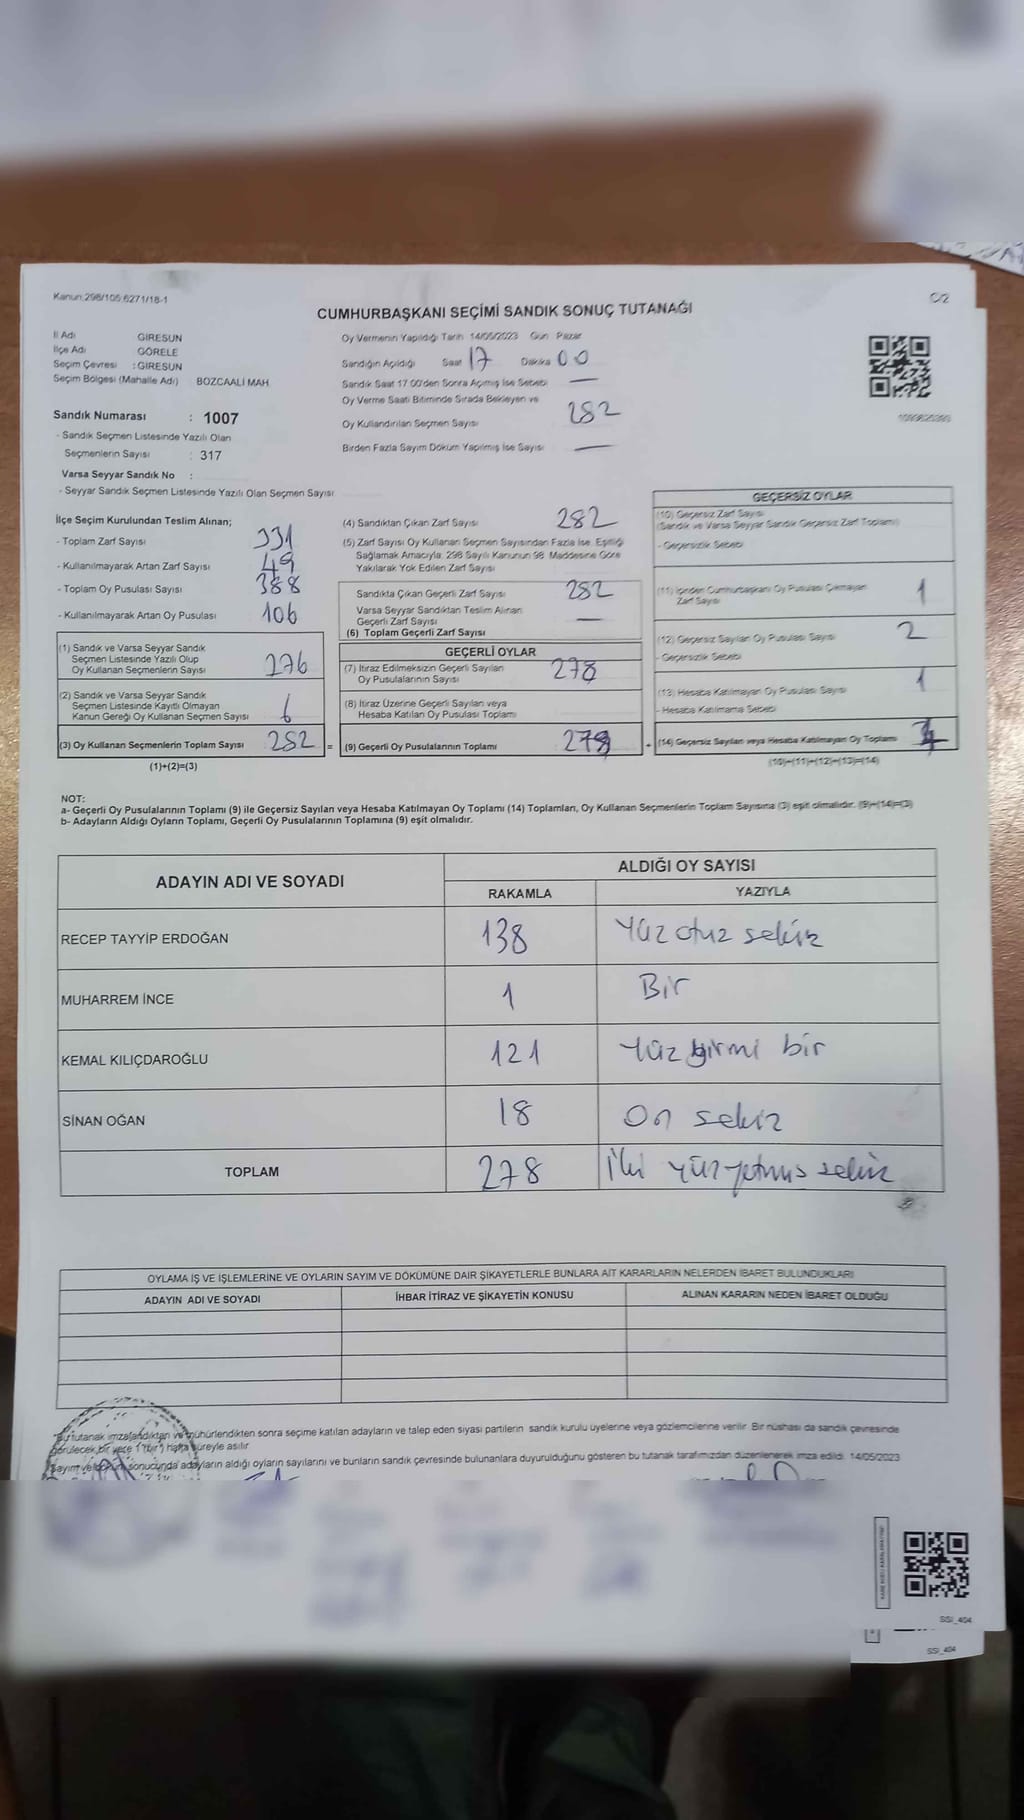 Kanun:298/105 6271/18-1
C/2
CUMHURBAŞKANI SEÇİMİ SANDIK SONUÇ TUTANAĞI
İl Adı GİRESUN
İlçe Adı GÖRELE
Seçim Çevresi : GİRESUN
Seçim Bölgesi (Mahalle Adı) BOZCAALİ MAH.
Sandık Numarası : 1007
- Sandık Seçmen Listesinde Yazılı Olan
Seçmenlerin Sayısı : 317
Varsa Seyyar Sandık No :
- Seyyar Sandık Seçmen Listesinde Yazılı Olan Seçmen Sayısı
Oy Vermenin Yapıldığı Tarih 14/05/2023 Gün Pazar
Sandığın Açıldığı Saat 17 Dakika 00
Sandık Saat 17:00'den Sonra Açılmış İse Sebebi —
Oy Verme Saati Bitiminde Sırada Bekleyen ve
Oy Kullandırılan Seçmen Sayısı 282
Birden Fazla Sayım Döküm Yapılmış İse Sayısı —
İlçe Seçim Kurulundan Teslim Alınan;
- Toplam Zarf Sayısı 331
- Kullanılmayarak Artan Zarf Sayısı 49
- Toplam Oy Pusulası Sayısı 388
- Kullanılmayarak Artan Oy Pusulası 106
(1) Sandık ve Varsa Seyyar Sandık
Seçmen Listesinde Yazılı Olup
Oy Kullanan Seçmenlerin Sayısı 276
(2) Sandık ve Varsa Seyyar Sandık
Seçmen Listesinde Kayıtlı Olmayan
Kanun Gereği Oy Kullanan Seçmen Sayısı 6
(3) Oy Kullanan Seçmenlerin Toplam Sayısı 282 =
(1)+(2)=(3)
(4) Sandıktan Çıkan Zarf Sayısı 282
(5) Zarf Sayısı Oy Kullanan Seçmen Sayısından Fazla İse, Eşitliği
Sağlamak Amacıyla, 298 Sayılı Kanunun 98. Maddesine Göre
Yakılarak Yok Edilen Zarf Sayısı
Sandıkta Çıkan Geçerli Zarf Sayısı 282
Varsa Seyyar Sandıktan Teslim Alınan
Geçerli Zarf Sayısı —
(6) Toplam Geçerli Zarf Sayısı
GEÇERLİ OYLAR
(7) İtiraz Edilmeksizin Geçerli Sayılan
Oy Pusulalarının Sayısı 278
(8) İtiraz Üzerine Geçerli Sayılan veya
Hesaba Katılan Oy Pusulası Toplamı
(9) Geçerli Oy Pusulalarının Toplamı 278 +
GEÇERSİZ OYLAR
(10) Geçersiz Zarf Sayısı
(Sandık ve Varsa Seyyar Sandık Geçersiz Zarf Toplamı)
- Geçersizlik Sebebi
(11) İçinden Cumhurbaşkanı Oy Pusulası Çıkmayan
Zarf Sayısı 1
(12) Geçersiz Sayılan Oy Pusulası Sayısı 2
- Geçersizlik Sebebi
(13) Hesaba Katılmayan Oy Pusulası Sayısı 1
- Hesaba Katılmama Sebebi
(14) Geçersiz Sayılan veya Hesaba Katılmayan Oy Toplamı 4
(10)+(11)+(12)+(13)=(14)
NOT:
a- Geçerli Oy Pusulalarının Toplamı (9) ile Geçersiz Sayılan veya Hesaba Katılmayan Oy Toplamı (14) Toplamları, Oy Kullanan Seçmenlerin Toplam Sayısına (3) eşit olmalıdır. (9)+(14)=(3)
b- Adayların Aldığı Oyların Toplamı, Geçerli Oy Pusulalarının Toplamına (9) eşit olmalıdır.
ADAYIN ADI VE SOYADI ALDIĞI OY SAYISI
RAKAMLA YAZIYLA
RECEP TAYYİP ERDOĞAN 138 Yüz otuz sekiz
MUHARREM İNCE 1 Bir
KEMAL KILIÇDAROĞLU 121 Yüz yirmi bir
SİNAN OĞAN 18 On sekiz
TOPLAM 278 İki yüz yetmiş sekiz
OYLAMA İŞ VE İŞLEMLERİNE VE OYLARIN SAYIM VE DÖKÜMÜNE DAİR ŞİKAYETLERLE BUNLARA AİT KARARLARIN NELERDEN İBARET BULUNDUKLARI
ADAYIN ADI VE SOYADI İHBAR İTİRAZ VE ŞİKAYETİN KONUSU ALINAN KARARIN NEDEN İBARET OLDUĞU
Bu tutanak imzalandıktan ve mühürlendikten sonra seçime katılan adayların ve talep eden siyasi partilerin sandık kurulu üyelerine veya gözlemcilerine verilir. Bir nüshası da sandık çevresinde
görülecek bir yere 1 (bir) hafta süreyle asılır.
Sayım ve döküm sonucunda adayların aldığı oyların sayılarını ve bunların sandık çevresinde bulunanlara duyurulduğunu gösteren bu tutanak tarafımızdan düzenlenerek imza edildi. 14/05/2023
SSI_404
SSI_404